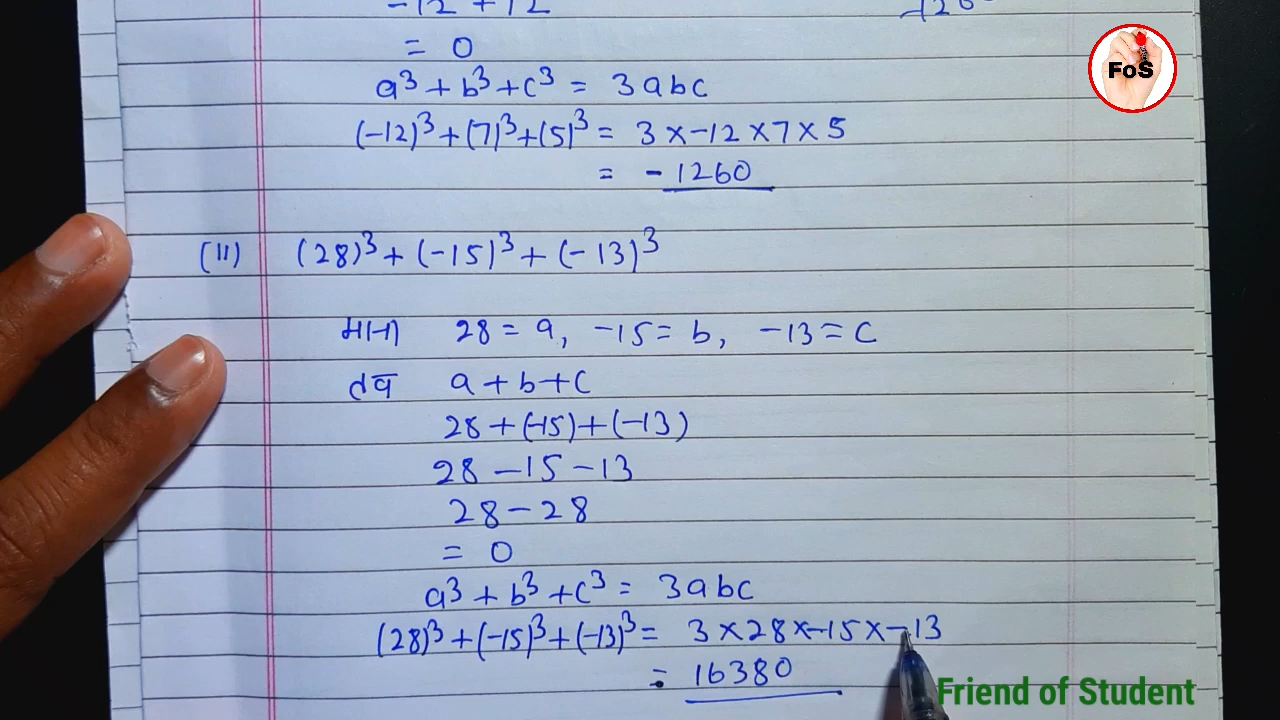 -12 + 12
= 0
FoS
a³ + b³ + c³ = 3abc
(-12)³ + (7)³ + (5)³ = 3 × -12 × 7 × 5
= -1260
(II) (28)³ + (-15)³ + (-13)³
माना 28 = a, -15 = b, -13 = c
तब a + b + c
28 + (-15) + (-13)
28 - 15 - 13
28 - 28
= 0
a³ + b³ + c³ = 3abc
(28)³ + (-15)³ + (-13)³ = 3 × 28 × -15 × -13
= 16380
Friend of Student